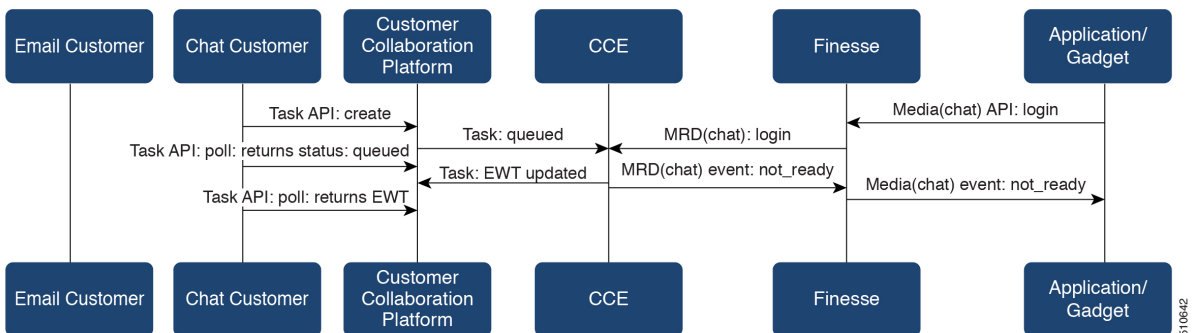 Email Customer
Chat Customer
Customer
Collaboration
Platform
CCE
Finesse
Application/
Gadget
Media(chat) API: login
Task API: create
Task: queued
MRD(chat): login
Task API: poll: returns status: queued
MRD(chat) event: not_ready
Task: EWT updated
Media(chat) event: not_ready
Task API: poll: returns EWT
Email Customer
Chat Customer
Customer
Collaboration
Platform
CCE
Finesse
Application/
Gadget
510642